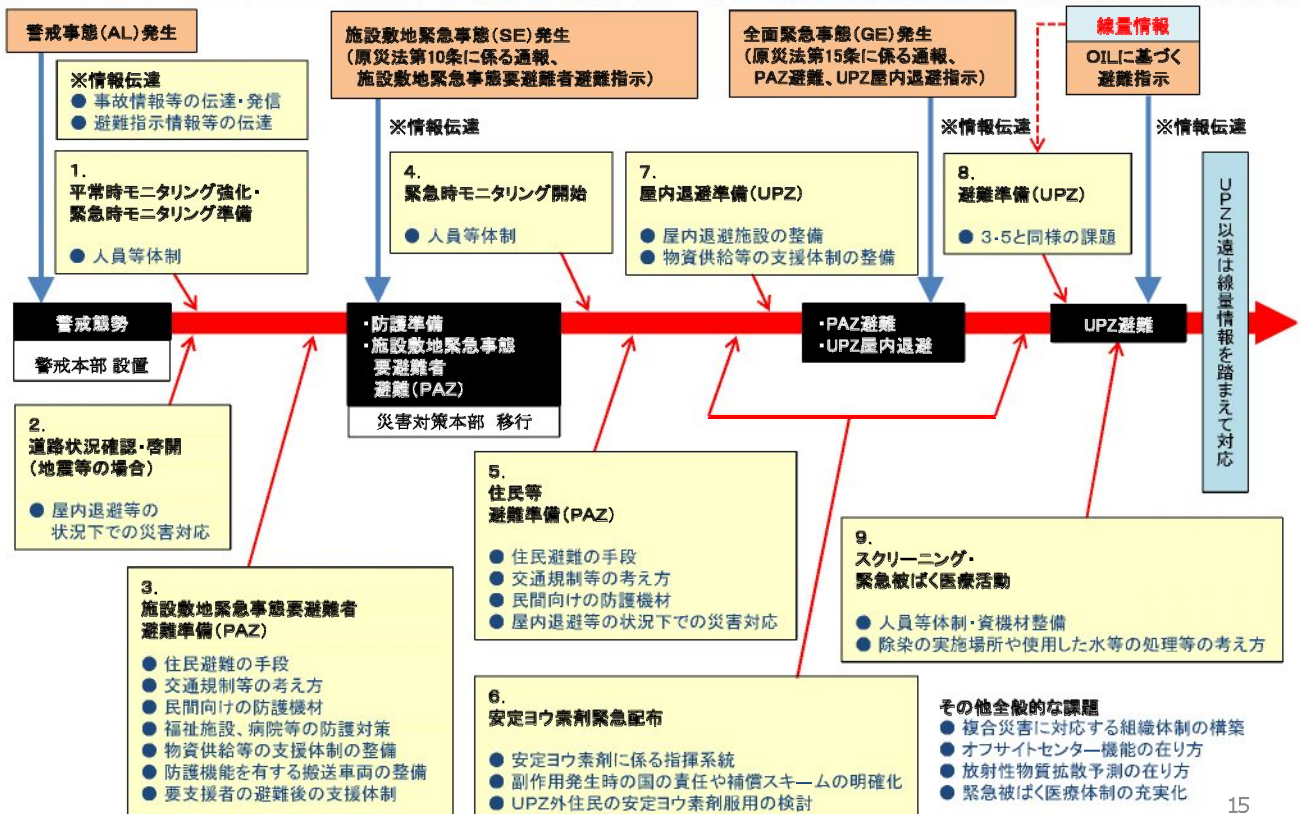 警戒事態(AL)発生
※情報伝達
● 事故情報等の伝達・発信
● 避難指示情報等の伝達
施設敷地緊急事態(SE)発生
(原災法第10条に係る通報、
施設敷地緊急事態要避難者避難指示)
※情報伝達
全面緊急事態(GE)発生
(原災法第15条に係る通報、
PAZ避難、UPZ屋内退避指示)
※情報伝達
線量情報
OILに基づく
避難指示
※情報伝達
1.
平常時モニタリング強化・
緊急時モニタリング準備
● 人員等体制
4.
緊急時モニタリング開始
● 人員等体制
7.
屋内退避準備(UPZ)
● 屋内退避施設の整備
● 物資供給等の支援体制の整備
8.
避難準備(UPZ)
● 3・5と同様の課題
UPZ以遠は線量情報を踏まえて対応
警戒態勢
警戒本部 設置
・防護準備
・施設敷地緊急事態
要避難者
避難(PAZ)
災害対策本部 移行
・PAZ避難
・UPZ屋内退避
UPZ避難
2.
道路状況確認・啓開
(地震等の場合)
● 屋内退避等の
状況下での災害対応
3.
施設敷地緊急事態要避難者
避難準備(PAZ)
● 住民避難の手段
● 交通規制等の考え方
● 民間向けの防護機材
● 福祉施設、病院等の防護対策
● 物資供給等の支援体制の整備
● 防護機能を有する搬送車両の整備
● 要支援者の避難後の支援体制
5.
住民等
避難準備(PAZ)
● 住民避難の手段
● 交通規制等の考え方
● 民間向けの防護機材
● 屋内退避等の状況下での災害対応
6.
安定ヨウ素剤緊急配布
● 安定ヨウ素剤に係る指揮系統
● 副作用発生時の国の責任や補償スキームの明確化
● UPZ外住民の安定ヨウ素剤服用の検討
9.
スクリーニング・
緊急被ばく医療活動
● 人員等体制・資機材整備
● 除染の実施場所や使用した水等の処理等の考え方
その他全般的な課題
● 複合災害に対応する組織体制の構築
● オフサイトセンター機能の在り方
● 放射性物質拡散予測の在り方
● 緊急被ばく医療体制の充実化
15